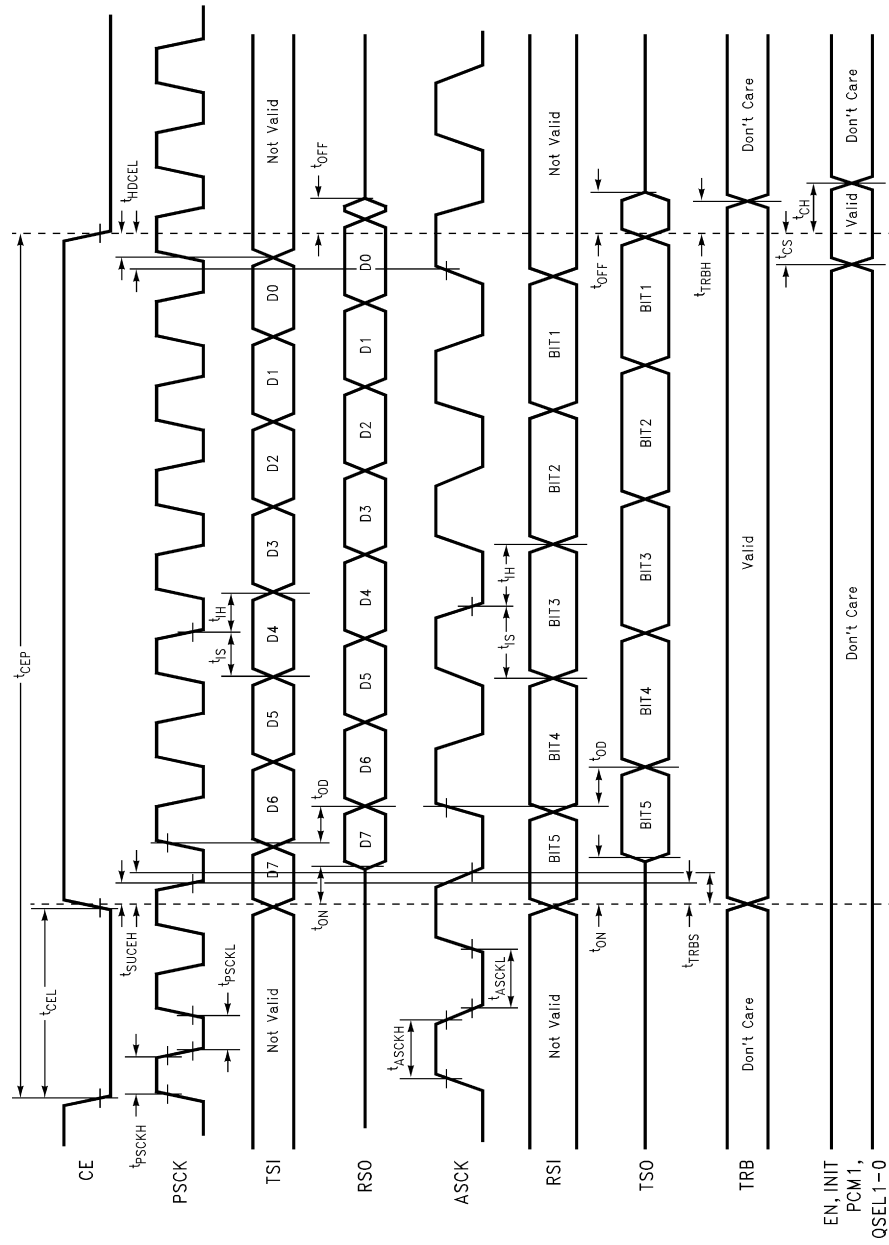 CE
tCEP
tCEL
tSUCEH
tHDCEL
PSCK
tPSCKH
tPSCKL
TSI
Not Valid
D7
D6
D5
D4
D3
D2
D1
D0
Not Valid
tIS
tIH
RSO
tON
tOD
D7
D6
D5
D4
D3
D2
D1
D0
tOFF
ASCK
tASCKH
tASCKL
RSI
Not Valid
BIT5
BIT4
BIT3
BIT2
BIT1
Not Valid
tIS
tIH
TSO
tON
tOD
BIT5
BIT4
BIT3
BIT2
BIT1
tOFF
TRB
Don't Care
tTRBS
Valid
tTRBH
Don't Care
EN, INIT
PCM1,
QSEL1-0
Don't Care
tCS
Valid
tCH
Don't Care